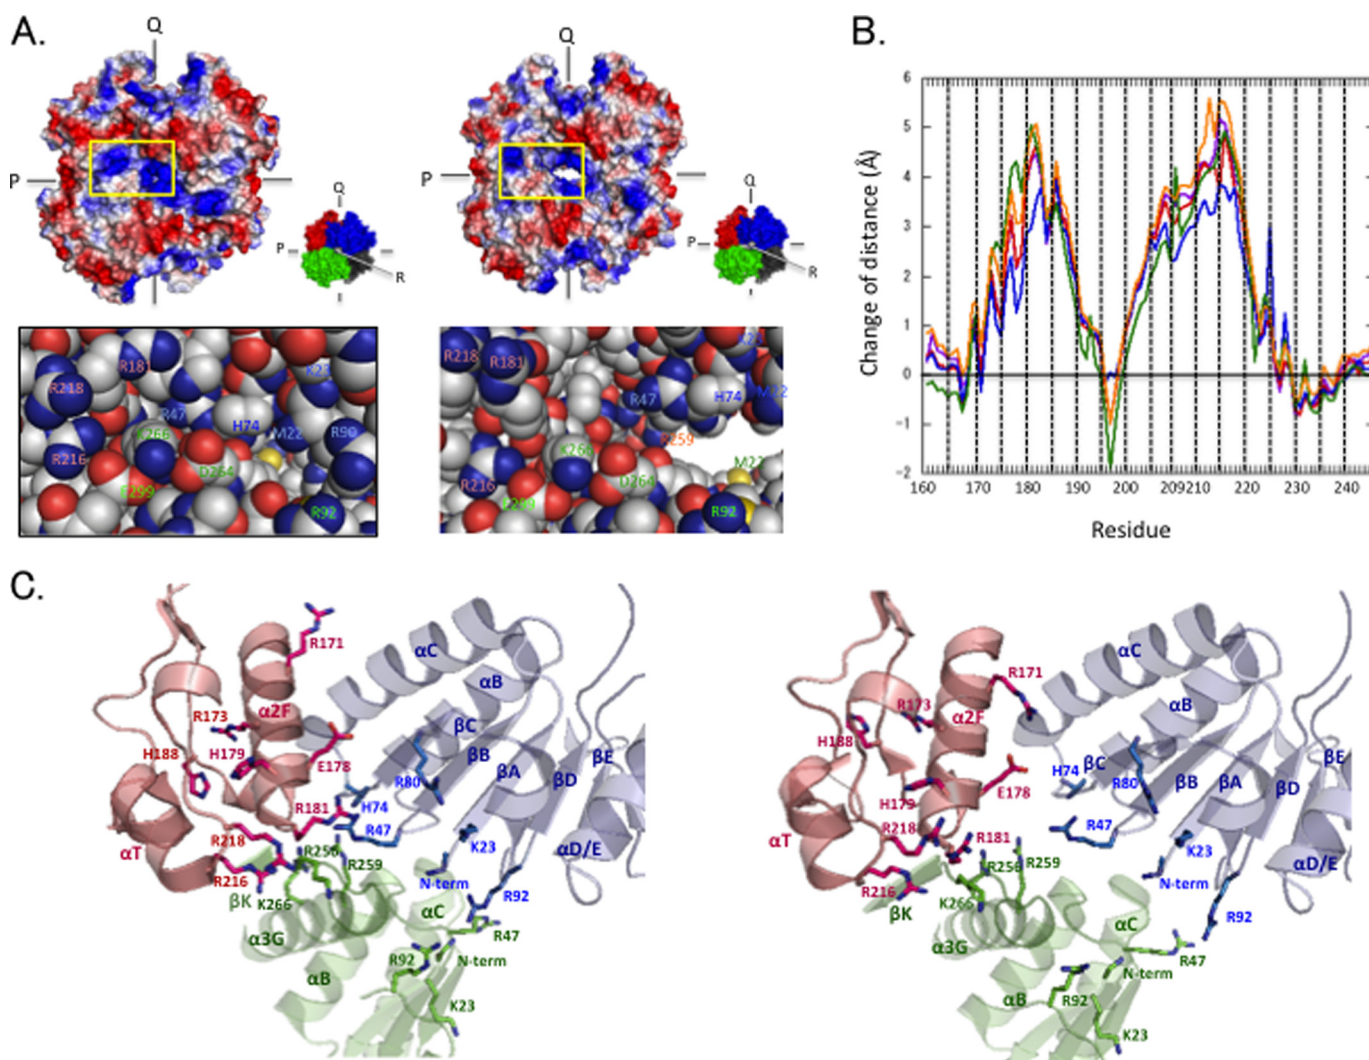 A.
B.
Q
Q
P
P
Q
P
R
Q
P
R
6
5
4
3
2
1
0
−1
−2
Change of distance (Å)
160 170 180 190 200 209210 220 230 240
Residue
R218
R181
K23
R47
K266
H74
M22
R90
R216
D264
E299
R92
R218
R181
R47
H74
M22
K266
M22
R216
D264
R92
C.
R171
αC
αB
R173
α2F
βC
βB
H188
H179
E178
R80
βA
βD
βE
R181
H74
R47
αT
R218
R256
R259
K23
αD/E
R216
N-term
R92
βK
K266
αC
α3G
R47
αB
R92
N-term
K23
R171
αC
R173
α2F
αB
H188
H74
βC
R80
βB
βA
βE
βD
H179
E178
R218
R181
R47
αT
R256
R259
K23
αD/E
R216
K266
N-term
βK
α3G
αC
R92
R47
N-term
αB
R92
K23